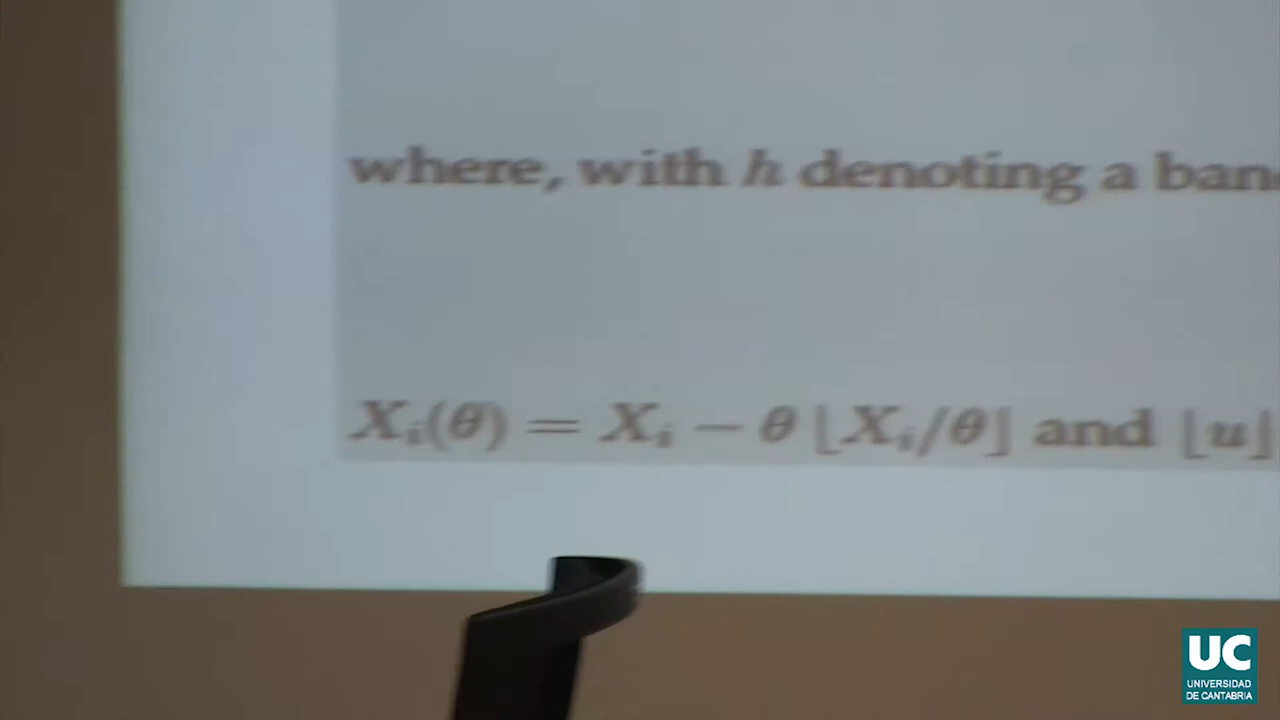 where, with h denoting a
X_i(θ) = X_i − θ ⌊X_i/θ⌋ and ⌊u⌋
UC
UNIVERSIDAD
DE CANTABRIA